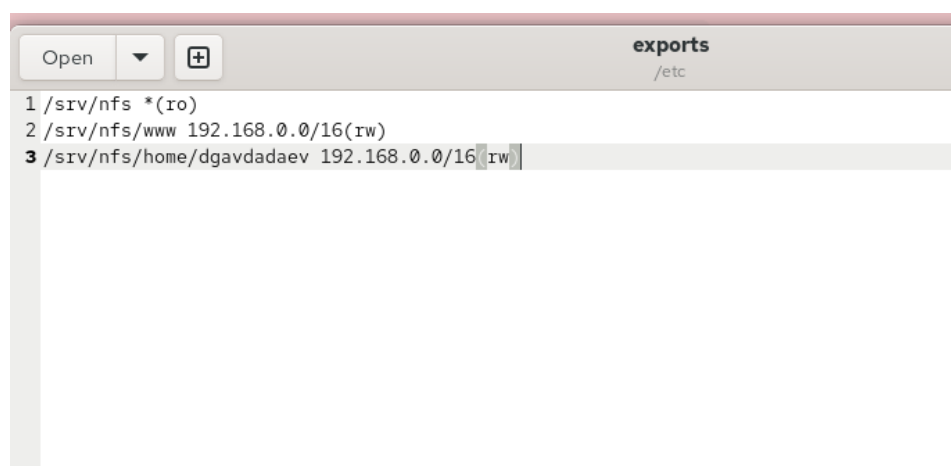 Open
exports
/etc
1 /srv/nfs *(ro)
2 /srv/nfs/www 192.168.0.0/16(rw)
3 /srv/nfs/home/dgavdadaev 192.168.0.0/16(rw)